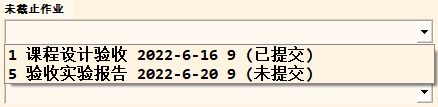 未截止作业
1 课程设计验收 2022-6-16 9 (已提交)
5 验收实验报告 2022-6-20 9 (未提交)